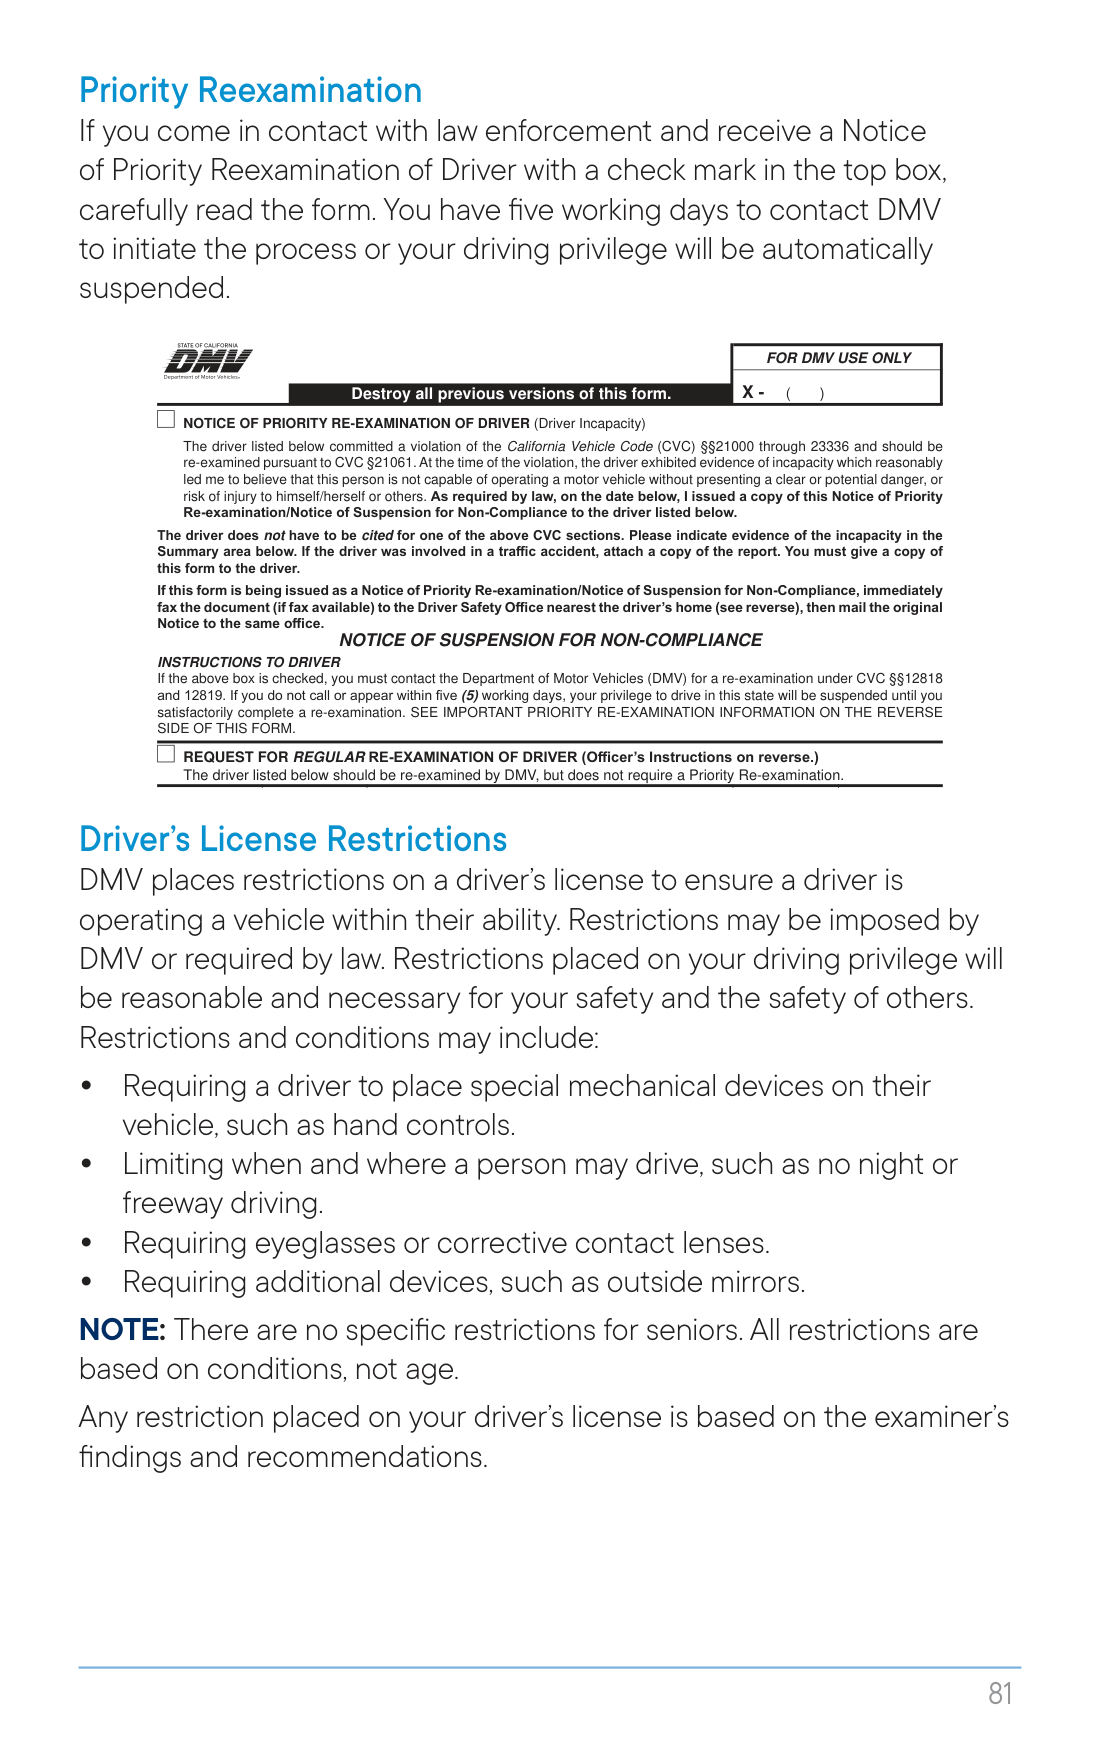 Priority Reexamination
If you come in contact with law enforcement and receive a Notice
of Priority Reexamination of Driver with a check mark in the top box,
carefully read the form. You have five working days to contact DMV
to initiate the process or your driving privilege will be automatically
suspended.
STATE OF CALIFORNIA
DMV
Department of Motor Vehicles
FOR DMV USE ONLY
Destroy all previous versions of this form.
X - ( )
NOTICE OF PRIORITY RE-EXAMINATION OF DRIVER (Driver Incapacity)
The driver listed below committed a violation of the California Vehicle Code (CVC) §§21000 through 23336 and should be
re-examined pursuant to CVC §21061. At the time of the violation, the driver exhibited evidence of incapacity which reasonably
led me to believe that this person is not capable of operating a motor vehicle without presenting a clear or potential danger, or
risk of injury to himself/herself or others. As required by law, on the date below, I issued a copy of this Notice of Priority
Re-examination/Notice of Suspension for Non-Compliance to the driver listed below.
The driver does not have to be cited for one of the above CVC sections. Please indicate evidence of the incapacity in the
Summary area below. If the driver was involved in a traffic accident, attach a copy of the report. You must give a copy of
this form to the driver.
If this form is being issued as a Notice of Priority Re-examination/Notice of Suspension for Non-Compliance, immediately
fax the document (if fax available) to the Driver Safety Office nearest the driver's home (see reverse), then mail the original
Notice to the same office.
NOTICE OF SUSPENSION FOR NON-COMPLIANCE
INSTRUCTIONS TO DRIVER
If the above box is checked, you must contact the Department of Motor Vehicles (DMV) for a re-examination under CVC §§12818
and 12819. If you do not call or appear within five (5) working days, your privilege to drive in this state will be suspended until you
satisfactorily complete a re-examination. SEE IMPORTANT PRIORITY RE-EXAMINATION INFORMATION ON THE REVERSE
SIDE OF THIS FORM.
REQUEST FOR REGULAR RE-EXAMINATION OF DRIVER (Officer's Instructions on reverse.)
The driver listed below should be re-examined by DMV, but does not require a Priority Re-examination.
Driver's License Restrictions
DMV places restrictions on a driver's license to ensure a driver is
operating a vehicle within their ability. Restrictions may be imposed by
DMV or required by law. Restrictions placed on your driving privilege will
be reasonable and necessary for your safety and the safety of others.
Restrictions and conditions may include:
• Requiring a driver to place special mechanical devices on their
vehicle, such as hand controls.
• Limiting when and where a person may drive, such as no night or
freeway driving.
• Requiring eyeglasses or corrective contact lenses.
• Requiring additional devices, such as outside mirrors.
NOTE: There are no specific restrictions for seniors. All restrictions are
based on conditions, not age.
Any restriction placed on your driver's license is based on the examiner's
findings and recommendations.
81